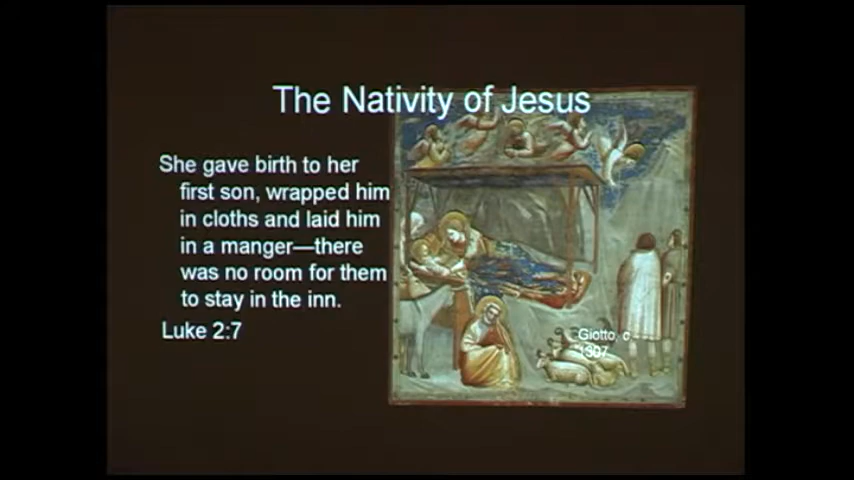 The Nativity of Jesus
She gave birth to her
first son, wrapped him
in cloths and laid him
in a manger—there
was no room for them
to stay in the inn.
Luke 2:7
Giotto, c
1307